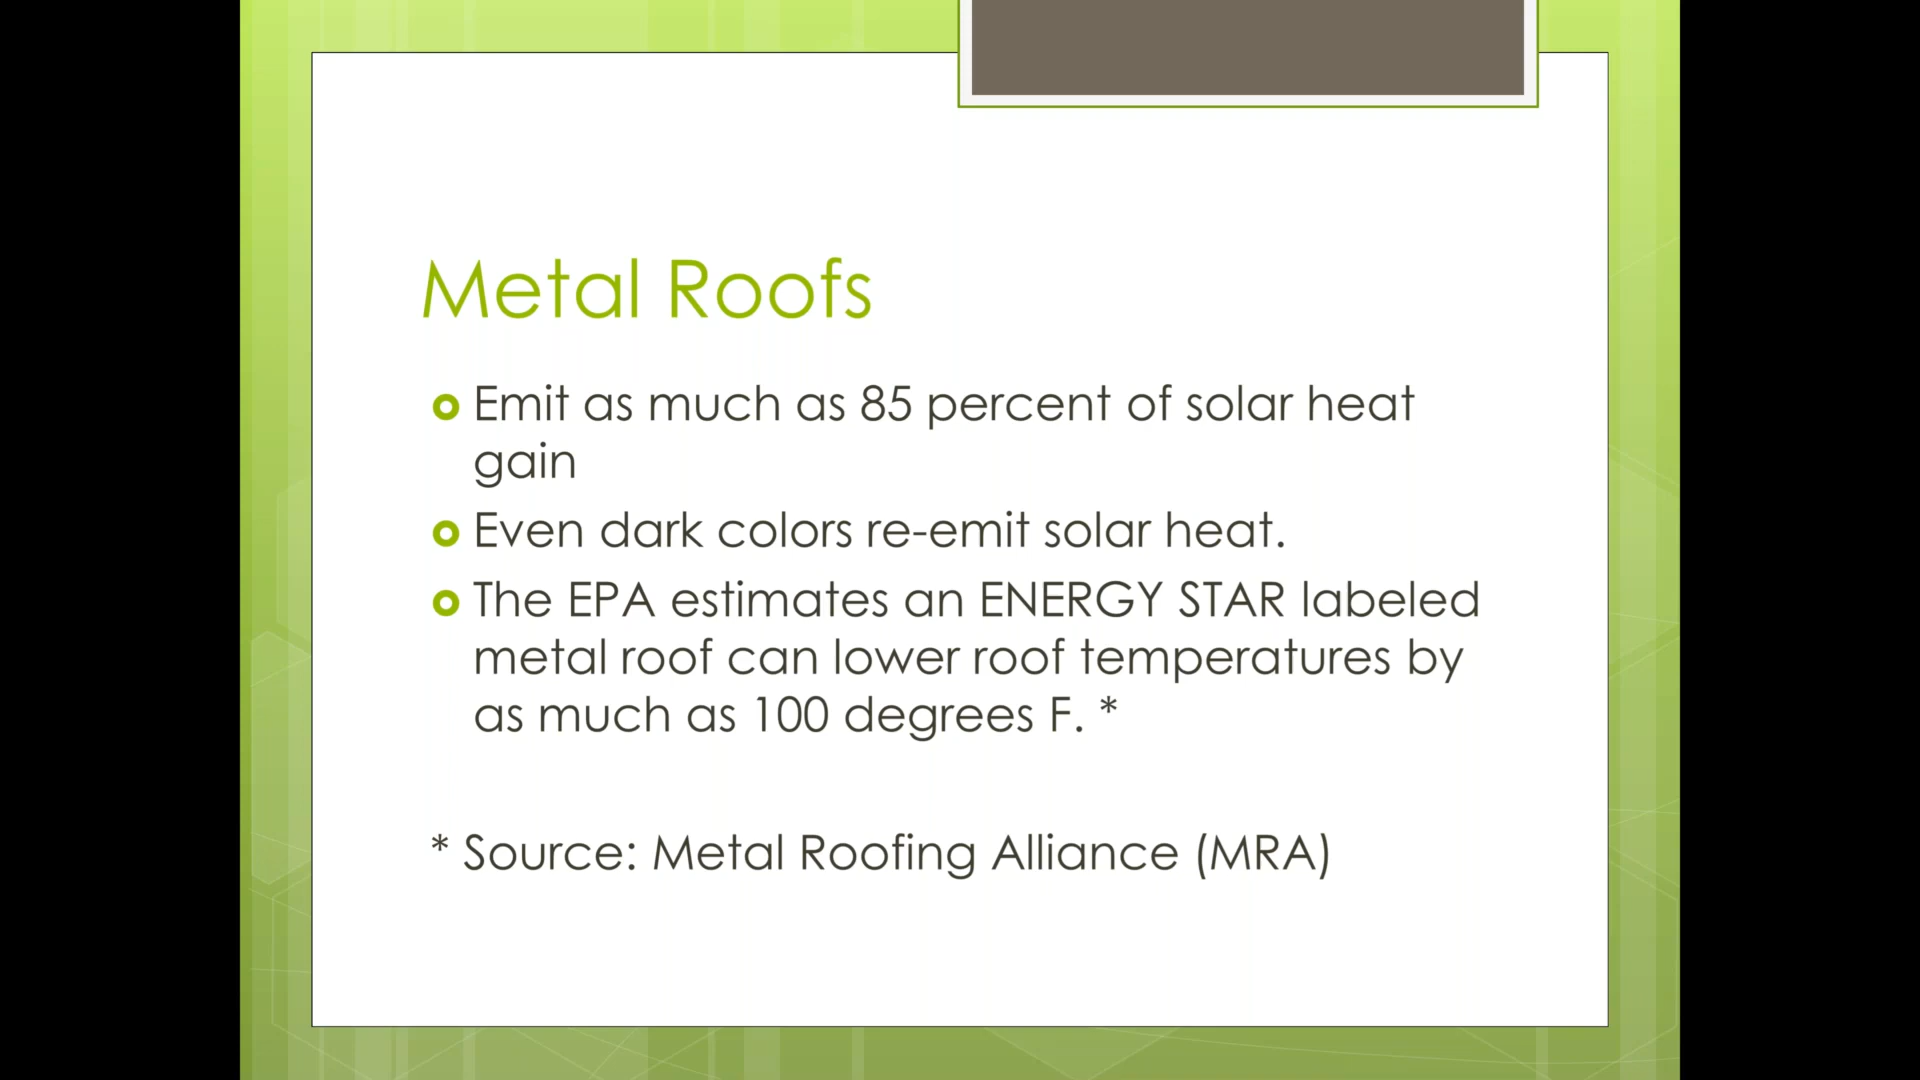 Metal Roofs
Emit as much as 85 percent of solar heat
gain
Even dark colors re-emit solar heat.
The EPA estimates an ENERGY STAR labeled
metal roof can lower roof temperatures by
as much as 100 degrees F. *
* Source: Metal Roofing Alliance (MRA)